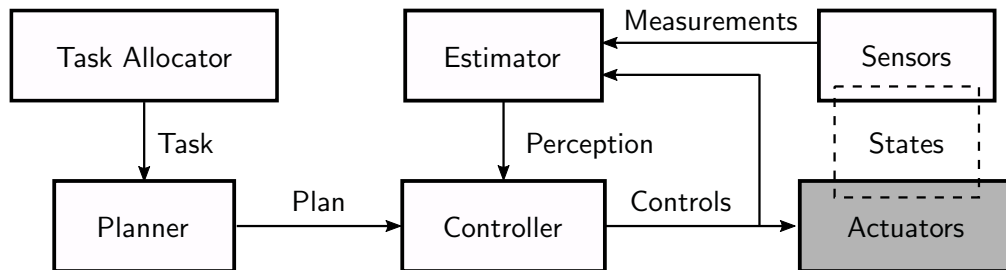 Measurements
Task Allocator
Estimator
Sensors
Task
Perception
States
Plan
Controls
Planner
Controller
Actuators